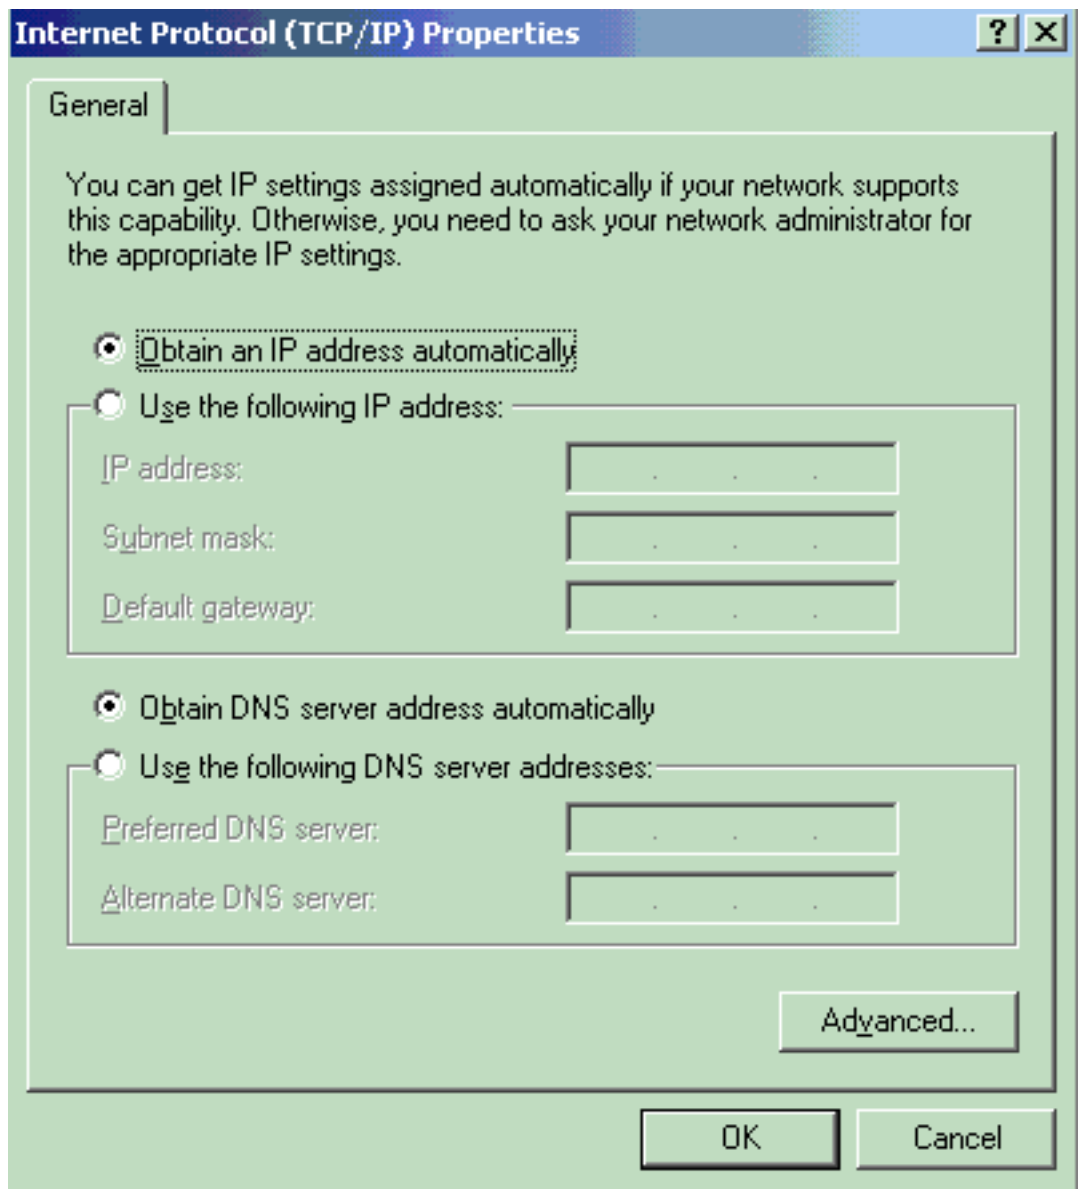 Internet Protocol (TCP/IP) Properties
General
You can get IP settings assigned automatically if your network supports
this capability. Otherwise, you need to ask your network administrator for
the appropriate IP settings.
Obtain an IP address automatically
Use the following IP address:
IP address:
Subnet mask:
Default gateway:
Obtain DNS server address automatically
Use the following DNS server addresses:
Preferred DNS server:
Alternate DNS server:
Advanced...
OK
Cancel